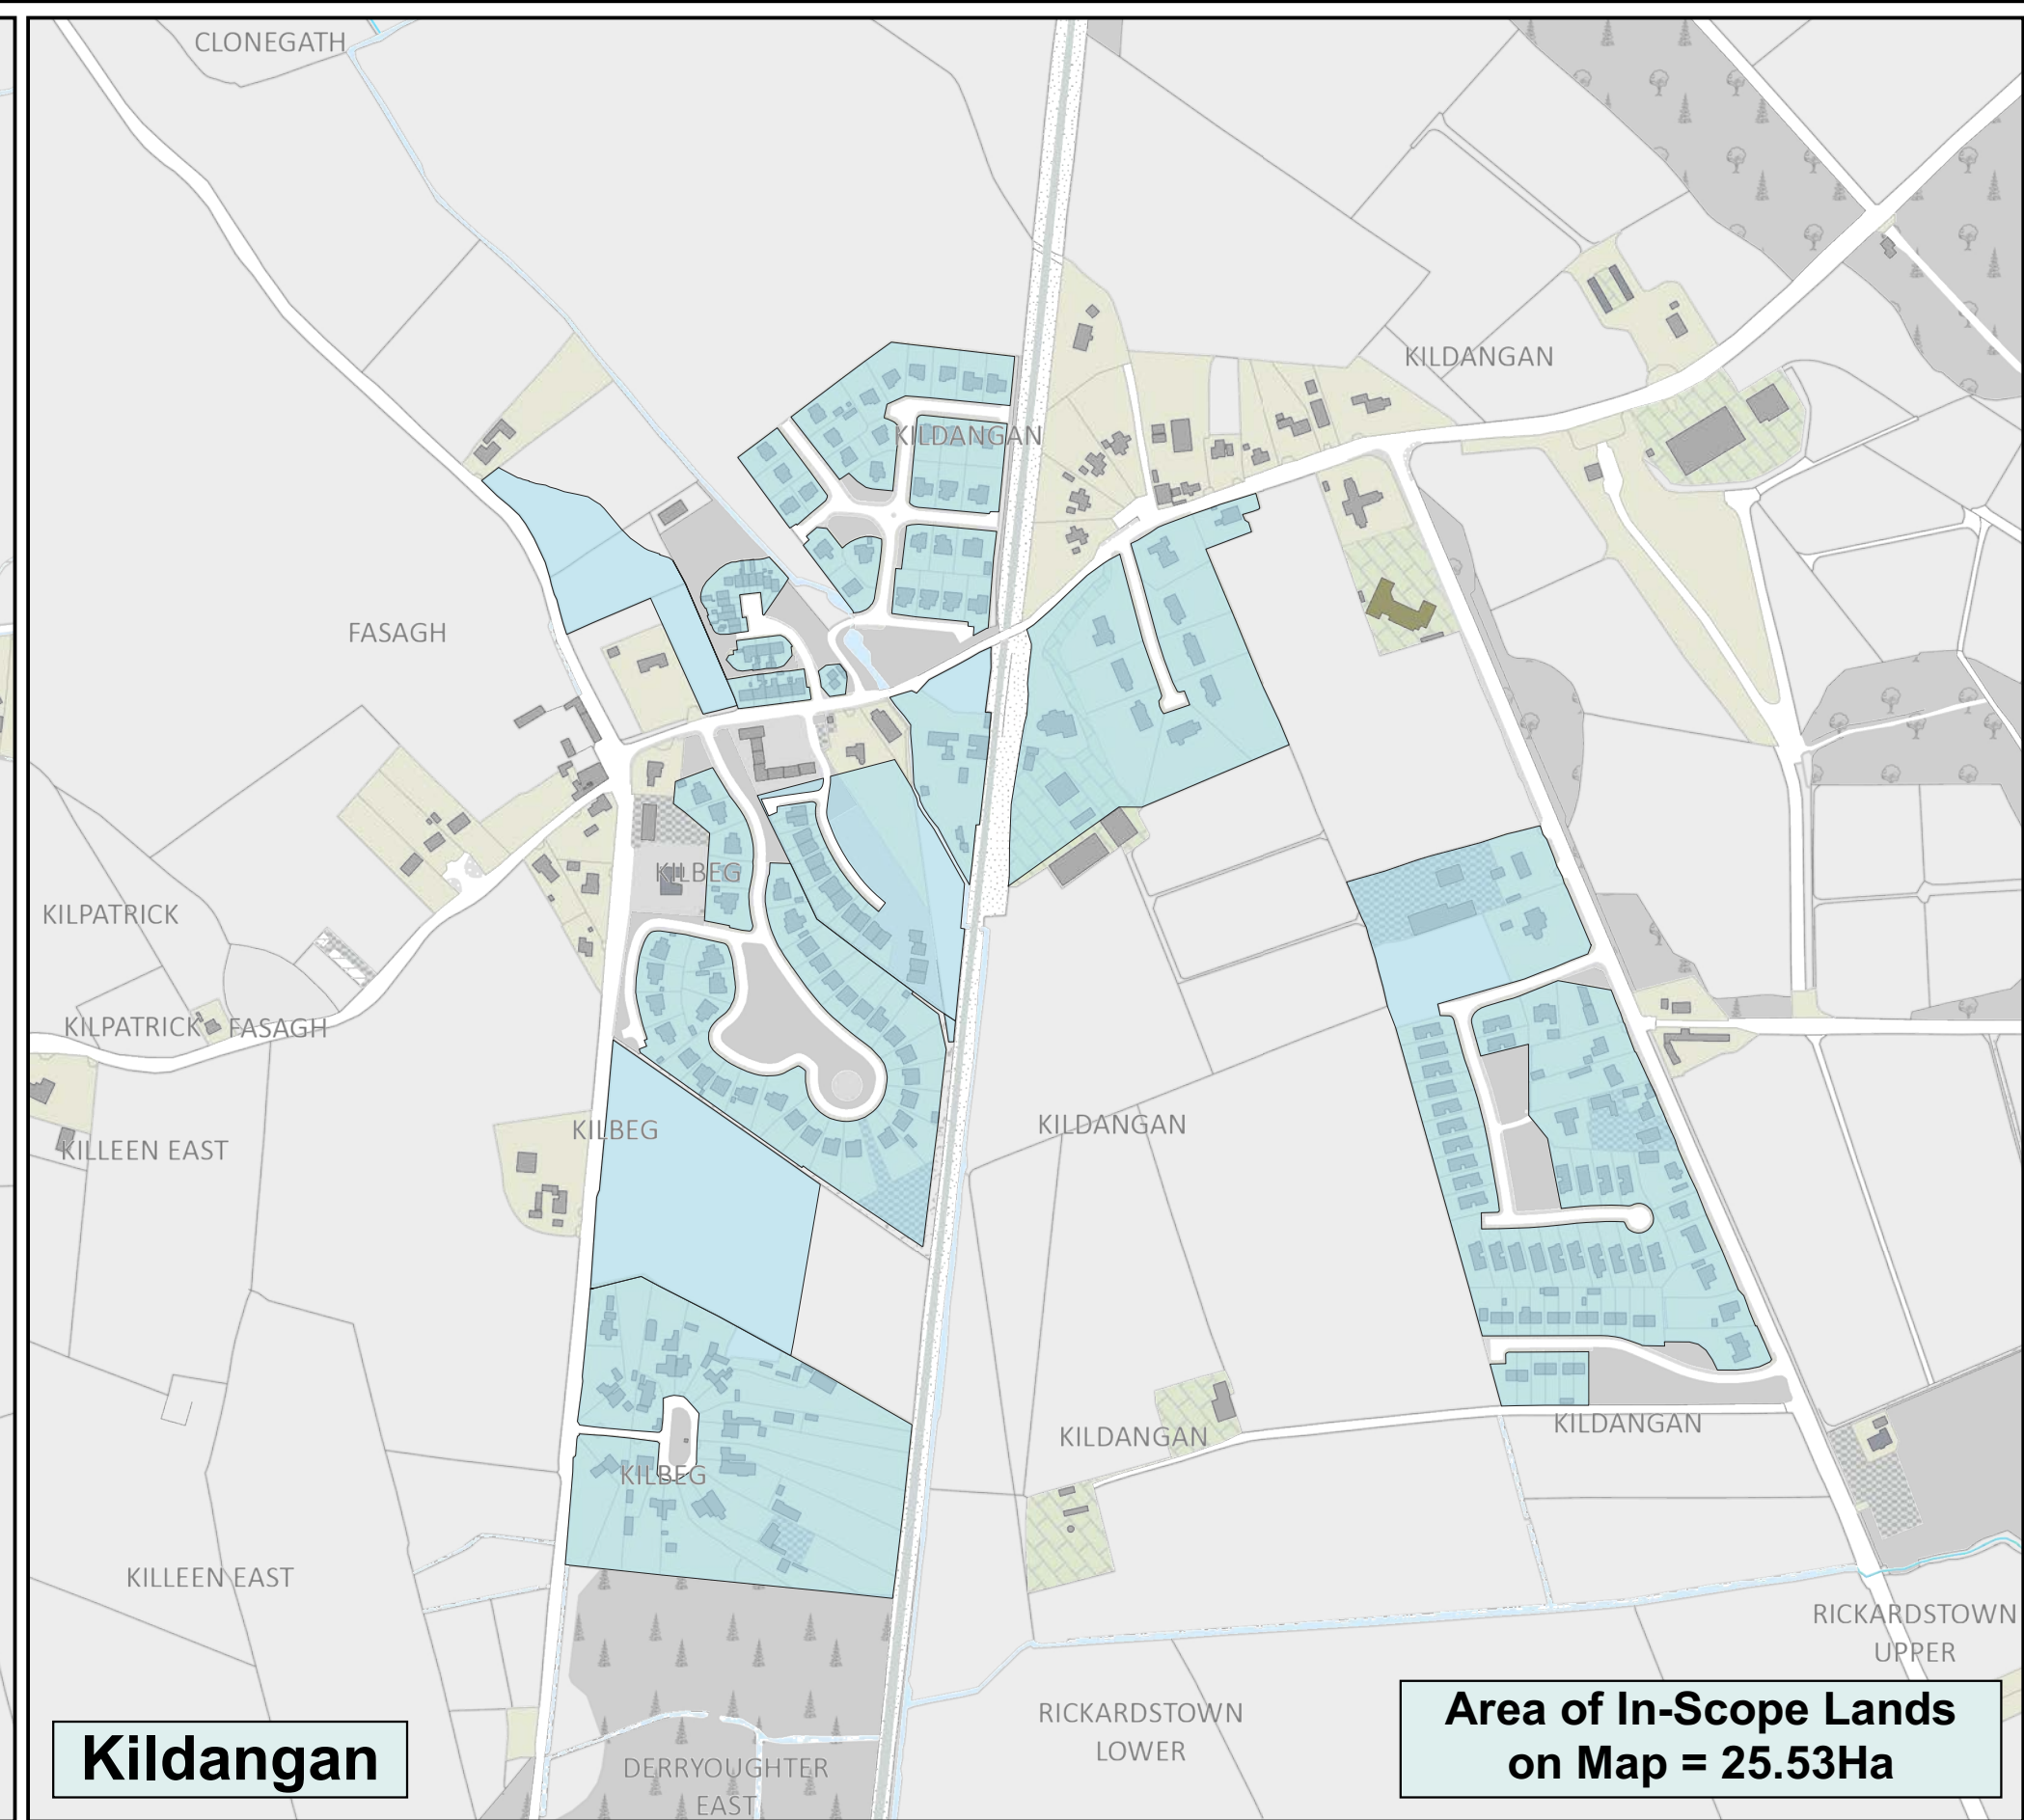 CLONEGATH
KILDANGAN
KILDANGAN
FASAGH
KILBEG
KILPATRICK
KILPATRICK
FASAGH
KILDANGAN
KILBEG
KILLEEN EAST
KILDANGAN
KILDANGAN
KILBEG
KILLEEN EAST
RICKARDSTOWN
UPPER
RICKARDSTOWN
LOWER
DERRYOUGHTER
EAST
Kildangan
Area of In-Scope Lands
on Map = 25.53Ha